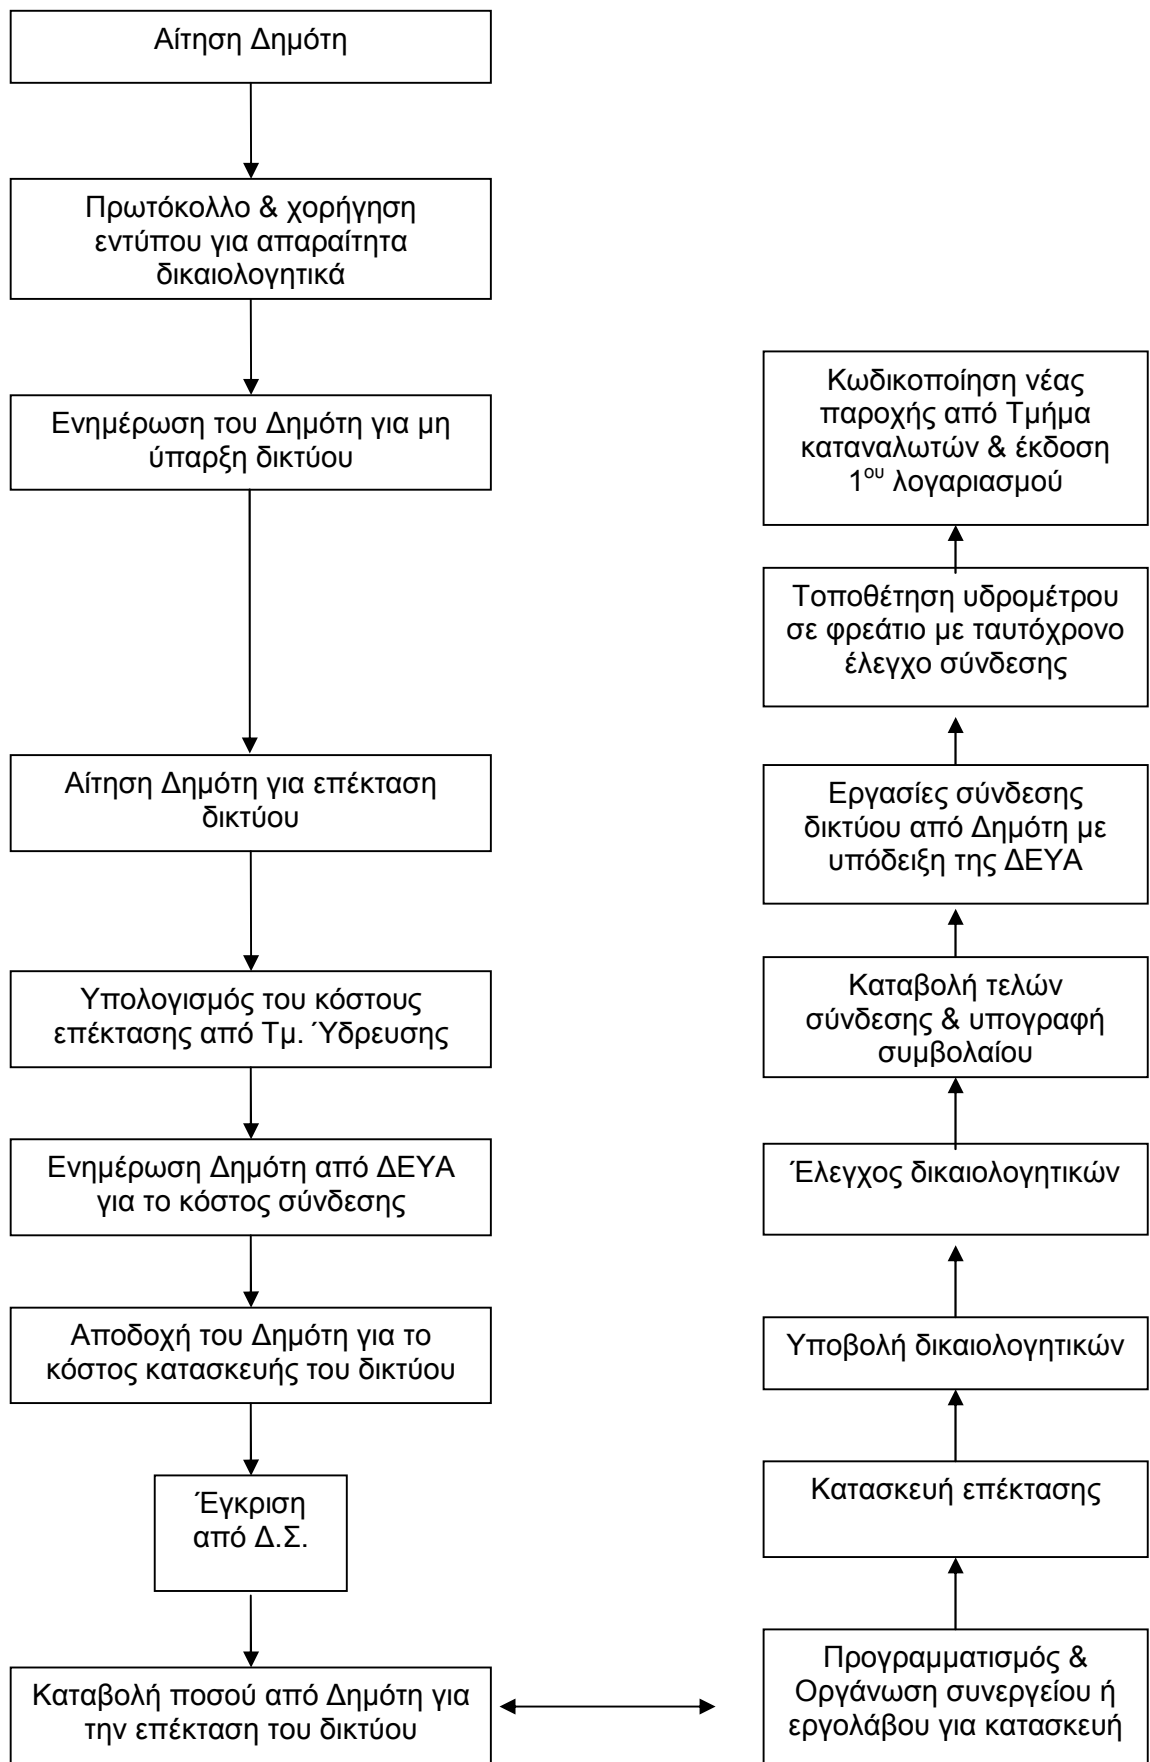 Αίτηση Δημότη
Πρωτόκολλο & χορήγηση
εντύπου για απαραίτητα
δικαιολογητικά
Ενημέρωση του Δημότη για μη
ύπαρξη δικτύου
Αίτηση Δημότη για επέκταση
δικτύου
Υπολογισμός του κόστους
επέκτασης από Τμ. Ύδρευσης
Ενημέρωση Δημότη από ΔΕΥΑ
για το κόστος σύνδεσης
Αποδοχή του Δημότη για το
κόστος κατασκευής του δικτύου
Έγκριση
από Δ.Σ.
Καταβολή ποσού από Δημότη για
την επέκταση του δικτύου
Προγραμματισμός &
Οργάνωση συνεργείου ή
εργολάβου για κατασκευή
Κατασκευή επέκτασης
Υποβολή δικαιολογητικών
Έλεγχος δικαιολογητικών
Καταβολή τελών
σύνδεσης & υπογραφή
συμβολαίου
Εργασίες σύνδεσης
δικτύου από Δημότη με
υπόδειξη της ΔΕΥΑ
Τοποθέτηση υδρομέτρου
σε φρεάτιο με ταυτόχρονο
έλεγχο σύνδεσης
Κωδικοποίηση νέας
παροχής από Τμήμα
καταναλωτών & έκδοση
1ου λογαριασμού